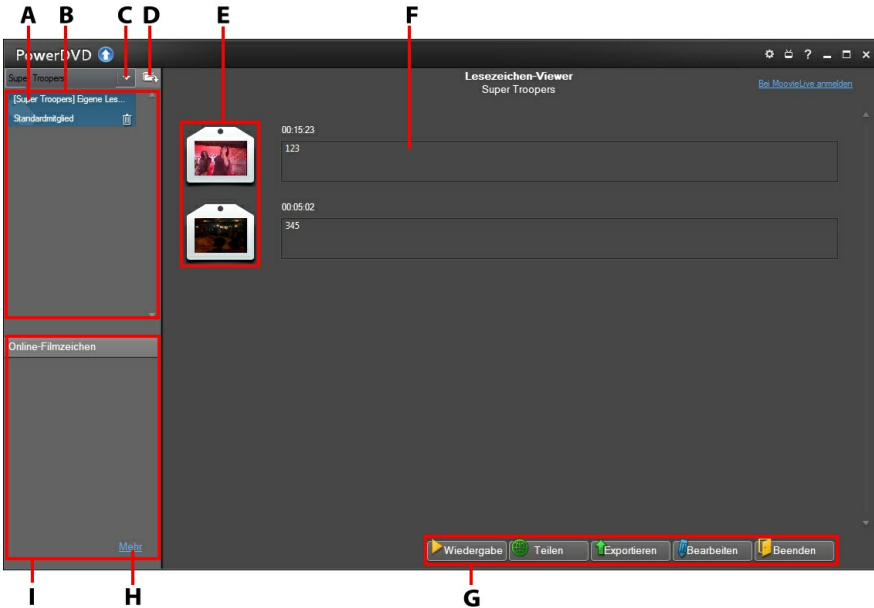 A B C D E F
PowerDVD
?
Super Troopers
Lesezeichen-Viewer
Super Troopers
Bei MoovieLive anmelden
[Super Troopers] Eigene Les...
Standardmitglied
00:15:23
123
00:05:02
345
Online-Filmzeichen
Mehr
Wiedergabe Teilen Exportieren Bearbeiten Beenden
I H G